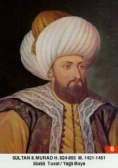 6
SULTAN II. MURAD H. 824-855 M. 1421-1451
Tuval / Yağlı Boya